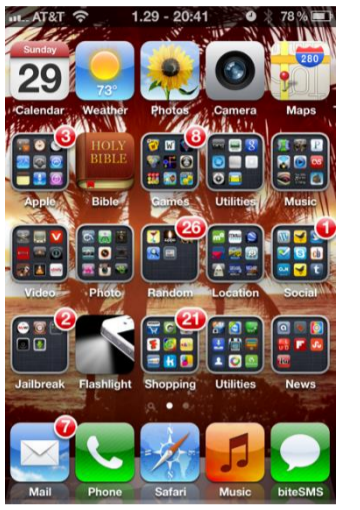 AT&T 1.29 - 20:41 78%
Sunday
29
73°
280
Calendar Weather Photos Camera Maps
3 HOLY BIBLE 8
Apple Bible Games Utilities Music
26 1
Video Photo Random Location Social
2 21
Jailbreak Flashlight Shopping Utilities News
7
Mail Phone Safari Music biteSMS